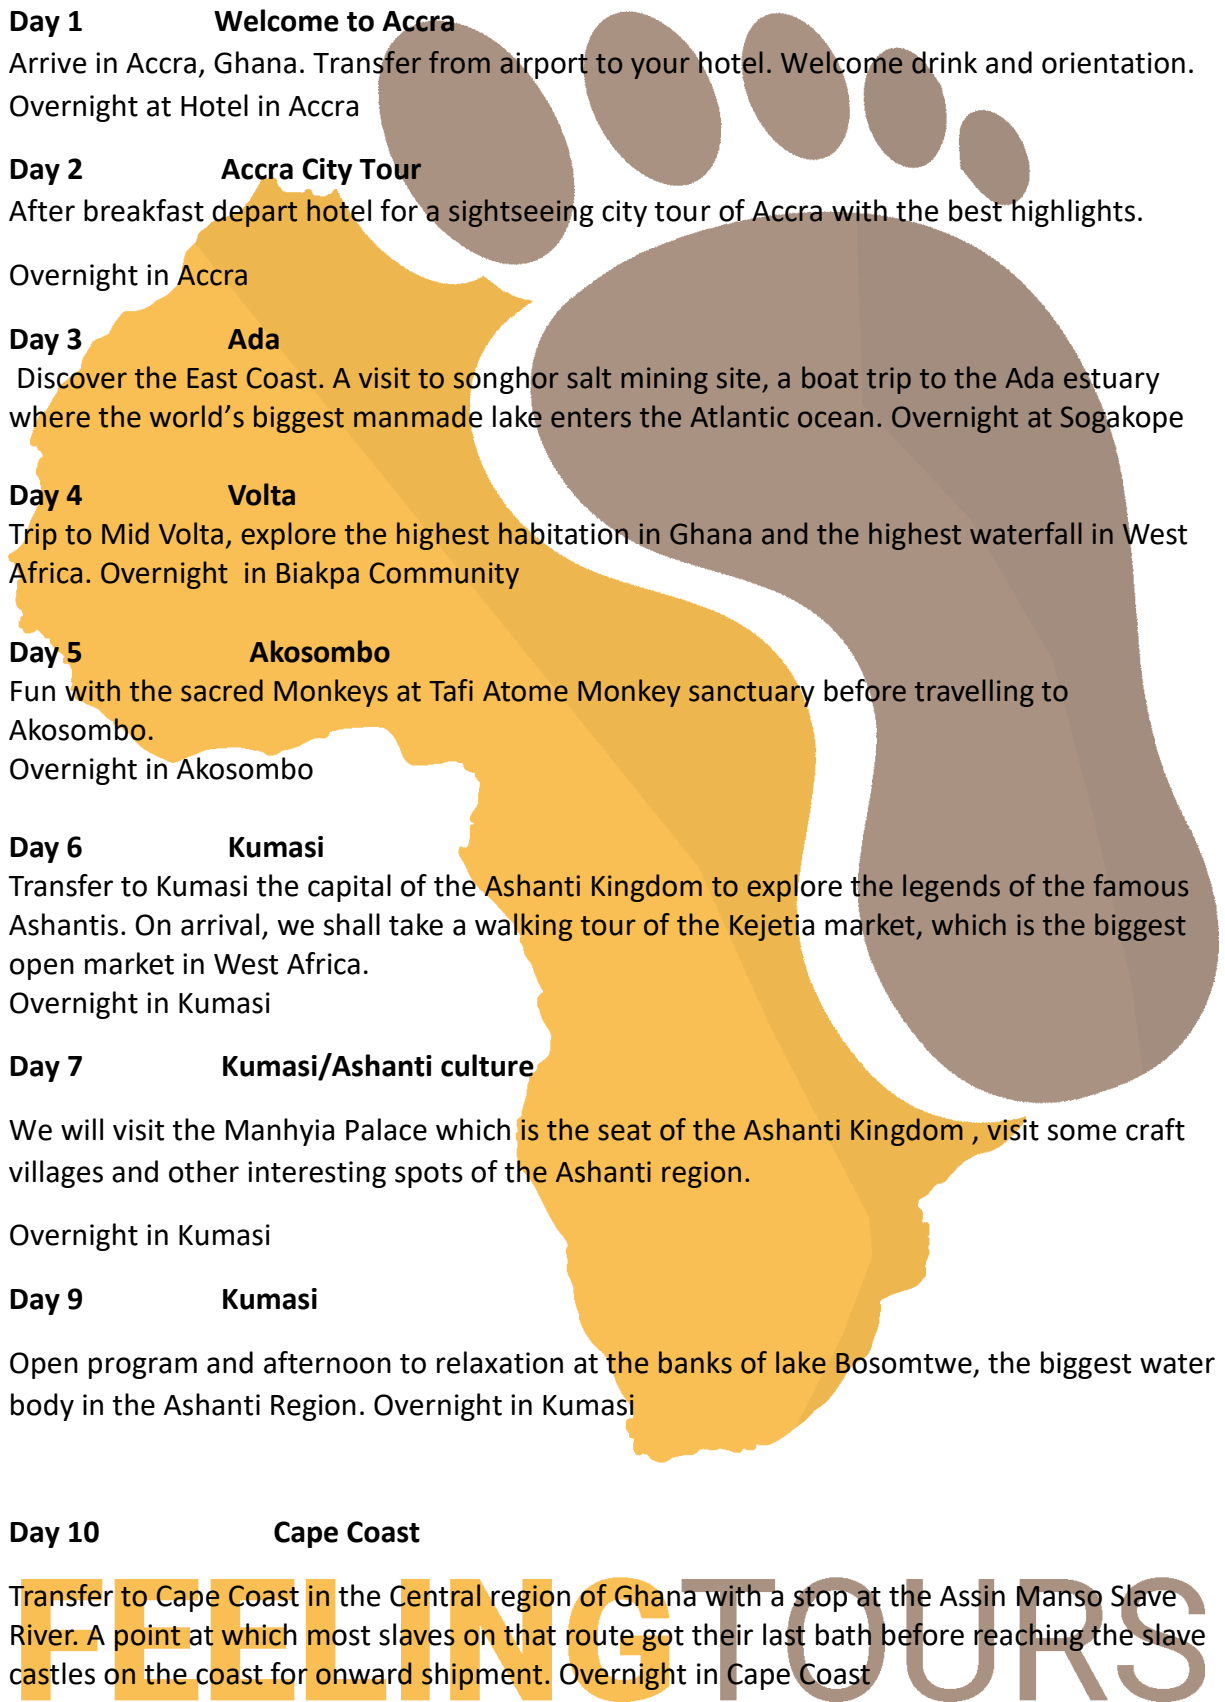 Day 1 Welcome to Accra
Arrive in Accra, Ghana. Transfer from airport to your hotel. Welcome drink and orientation.
Overnight at Hotel in Accra
Day 2 Accra City Tour
After breakfast depart hotel for a sightseeing city tour of Accra with the best highlights.
Overnight in Accra
Day 3 Ada
Discover the East Coast. A visit to songhor salt mining site, a boat trip to the Ada estuary
where the world’s biggest manmade lake enters the Atlantic ocean. Overnight at Sogakope
Day 4 Volta
Trip to Mid Volta, explore the highest habitation in Ghana and the highest waterfall in West
Africa. Overnight in Biakpa Community
Day 5 Akosombo
Fun with the sacred Monkeys at Tafi Atome Monkey sanctuary before travelling to
Akosombo.
Overnight in Akosombo
Day 6 Kumasi
Transfer to Kumasi the capital of the Ashanti Kingdom to explore the legends of the famous
Ashantis. On arrival, we shall take a walking tour of the Kejetia market, which is the biggest
open market in West Africa.
Overnight in Kumasi
Day 7 Kumasi/Ashanti culture
We will visit the Manhyia Palace which is the seat of the Ashanti Kingdom , visit some craft
villages and other interesting spots of the Ashanti region.
Overnight in Kumasi
Day 9 Kumasi
Open program and afternoon to relaxation at the banks of lake Bosomtwe, the biggest water
body in the Ashanti Region. Overnight in Kumasi
Day 10 Cape Coast
Transfer to Cape Coast in the Central region of Ghana with a stop at the Assin Manso Slave
River. A point at which most slaves on that route got their last bath before reaching the slave
castles on the coast for onward shipment. Overnight in Cape Coast
FEELINGTOURS